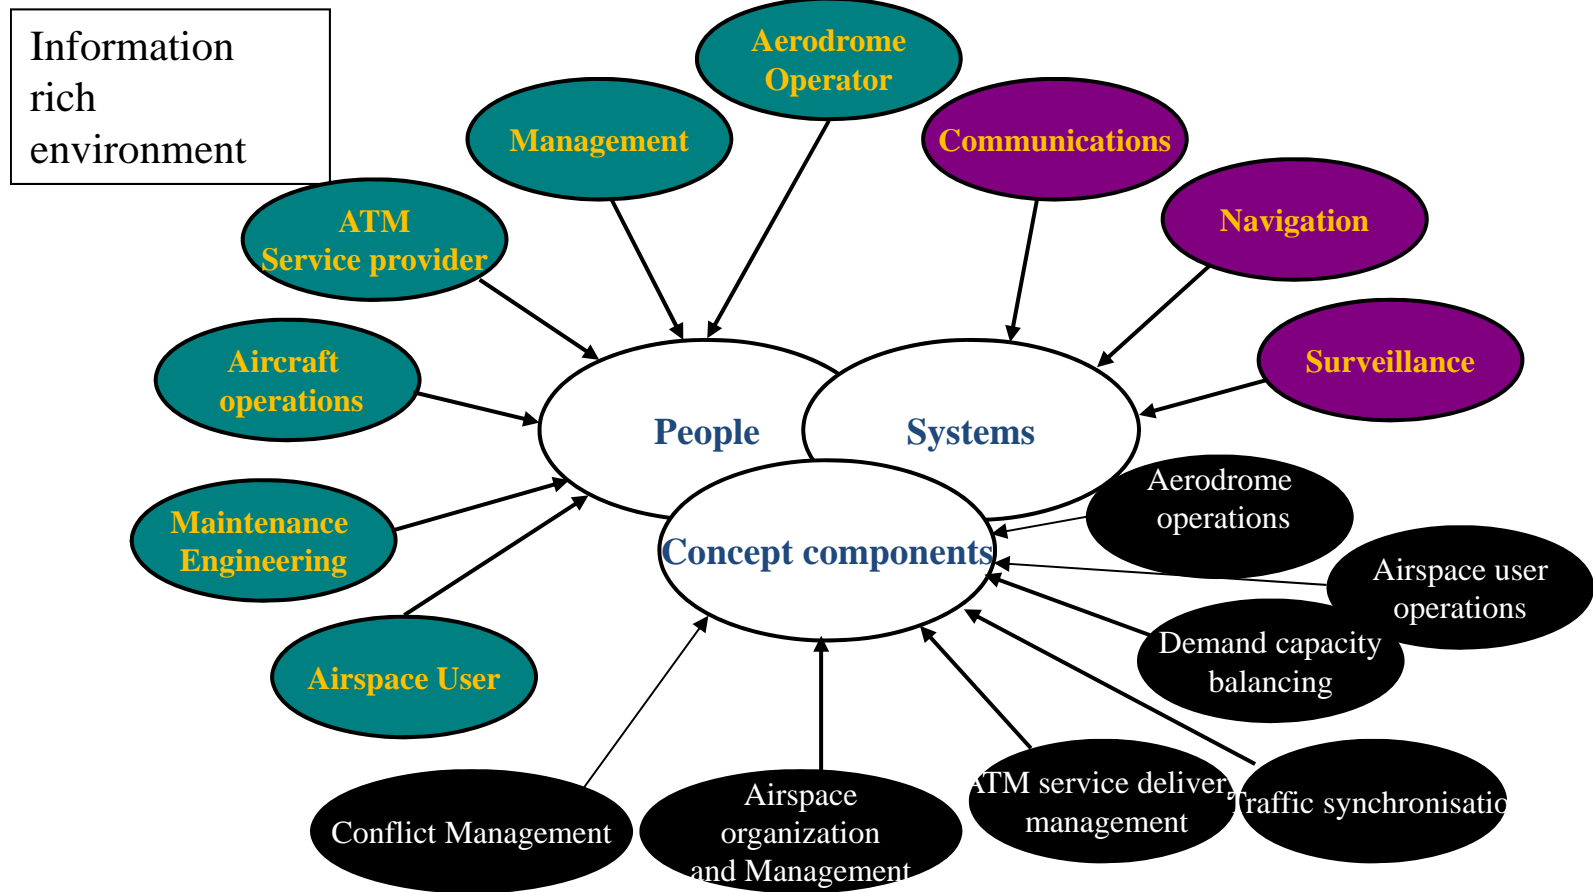 Information
rich
environment
Aerodrome
Operator
Management
Communications
ATM
Service provider
Navigation
Aircraft
operations
Surveillance
People
Systems
Maintenance
Engineering
Concept components
Aerodrome
operations
Airspace user
operations
Demand capacity
balancing
Airspace User
Conflict Management
Airspace
organization
and Management
ATM service delivery
management
Traffic synchronisatio